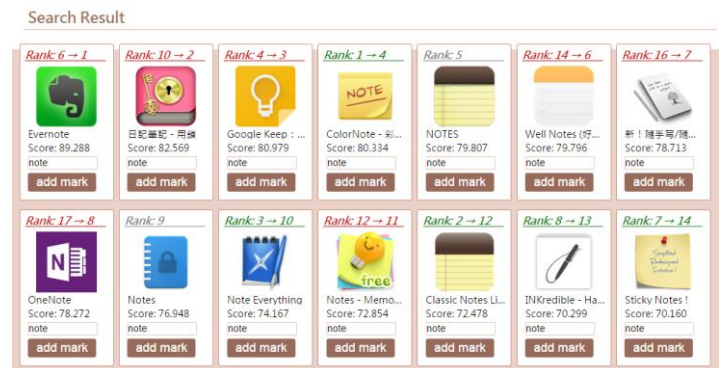 Search Result
Rank: 6 → 1
Rank: 10 → 2
Rank: 4 → 3
Rank: 1 → 4
Rank: 5
Rank: 14 → 6
Rank: 16 → 7
NOTE
Evernote
日記筆記 - 用鎖
Google Keep：...
ColorNote - 彩...
NOTES
Well Notes (好...
新！隨手写/隨...
Score: 89.288
Score: 82.569
Score: 80.979
Score: 80.334
Score: 79.807
Score: 79.796
Score: 78.713
note
note
note
note
note
note
note
add mark
add mark
add mark
add mark
add mark
add mark
add mark
Rank: 17 → 8
Rank: 9
Rank: 3 → 10
Rank: 12 → 11
Rank: 2 → 12
Rank: 8 → 13
Rank: 7 → 14
N
free
Simplified
Redesigned
Intuitive!
OneNote
Notes
Note Everything
Notes - Memo...
Classic Notes Li...
INKredible - Ha...
Sticky Notes !
Score: 78.272
Score: 76.948
Score: 74.167
Score: 72.854
Score: 72.478
Score: 70.299
Score: 70.160
note
note
note
note
note
note
note
add mark
add mark
add mark
add mark
add mark
add mark
add mark